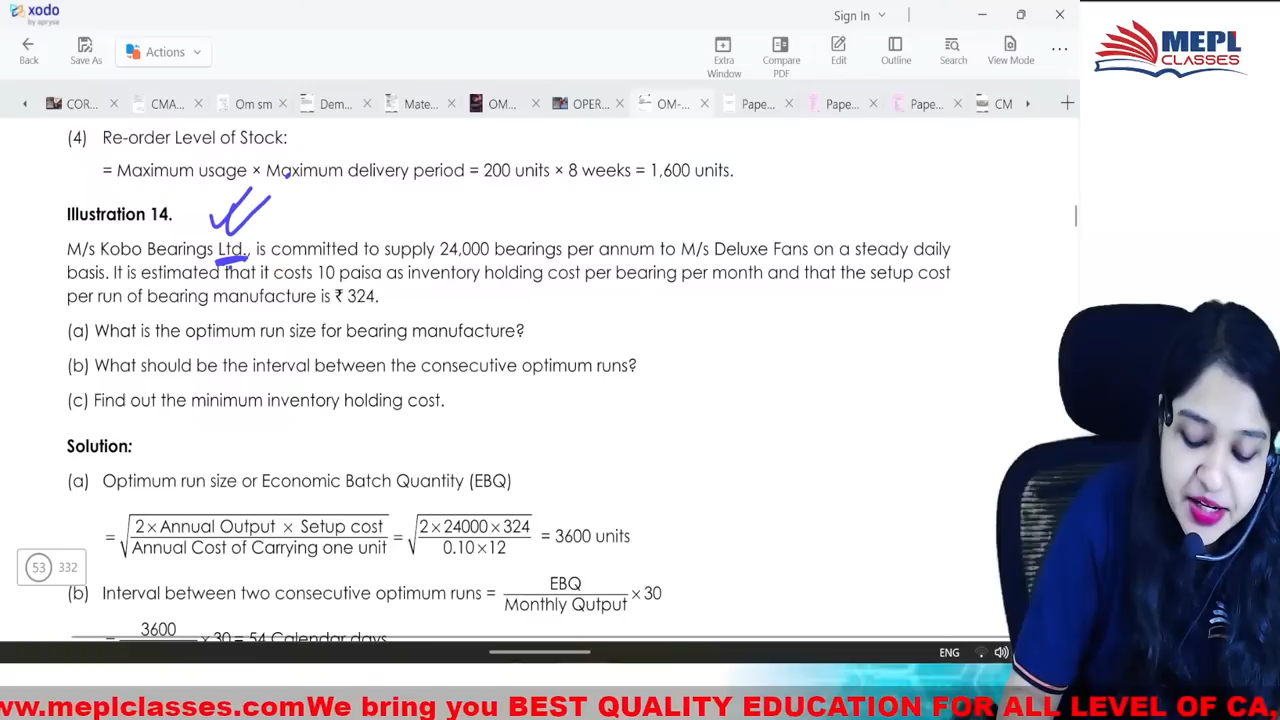 xodo
by apryse
Sign In
Back
Save As
Actions
Extra Window
Compare PDF
Edit
Outline
Search
View Mode
MEPL
CLASSES
COR...
CMA...
Om sm
Dem...
Mate...
OM...
OPER...
OM-...
Pape...
Pape...
Pape...
CM
(4) Re-order Level of Stock:
= Maximum usage × Maximum delivery period = 200 units × 8 weeks = 1,600 units.
Illustration 14.
M/s Kobo Bearings Ltd., is committed to supply 24,000 bearings per annum to M/s Deluxe Fans on a steady daily
basis. It is estimated that it costs 10 paisa as inventory holding cost per bearing per month and that the setup cost
per run of bearing manufacture is ₹ 324.
(a) What is the optimum run size for bearing manufacture?
(b) What should be the interval between the consecutive optimum runs?
(c) Find out the minimum inventory holding cost.
Solution:
(a) Optimum run size or Economic Batch Quantity (EBQ)
= √(2 × Annual Output × Setup cost / Annual Cost of Carrying one unit) = √(2 × 24000 × 324 / 0.10 × 12) = 3600 units
53 332
(b) Interval between two consecutive optimum runs = EBQ / Monthly Qutput × 30
= 3600 × 30 = 54 Calendar days
ENG
www.meplclasses.comWe bring you BEST QUALITY EDUCATION FOR ALL LEVEL OF CA.